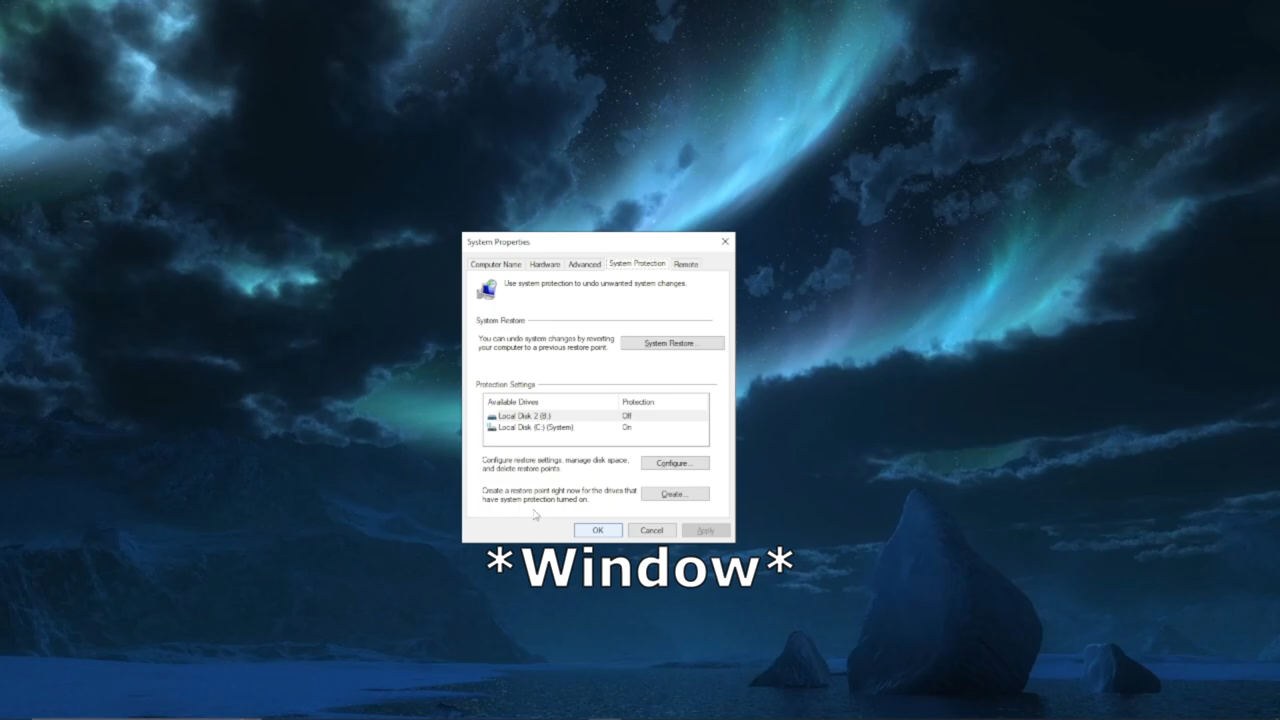 System Properties
Computer Name Hardware Advanced System Protection Remote
Use system protection to undo unwanted system changes.
System Restore
You can undo system changes by reverting
your computer to a previous restore point.
System Restore...
Protection Settings
Available Drives Protection
Local Disk 2 (B:) Off
Local Disk (C:) (System) On
Configure restore settings, manage disk space,
and delete restore points.
Configure...
Create a restore point right now for the drives that
have system protection turned on.
Create...
OK Cancel Apply
*Window*